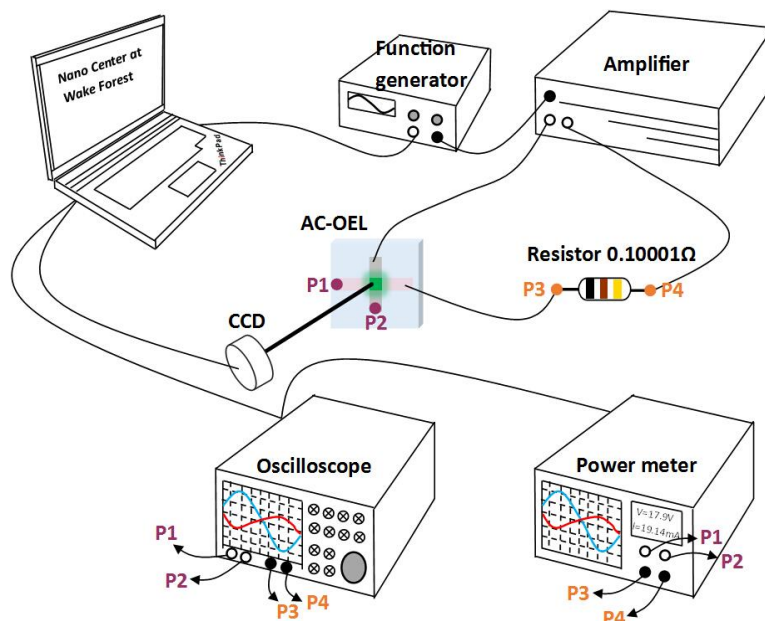 Nano Center at
Wake Forest
ThinkPad
Function
generator
Amplifier
AC-OEL
P1
P2
Resistor 0.10001Ω
P3
P4
CCD
Oscilloscope
P1
P2
P3
P4
Power meter
V=17.9V
I=19.14mA
P1
P2
P3
P4